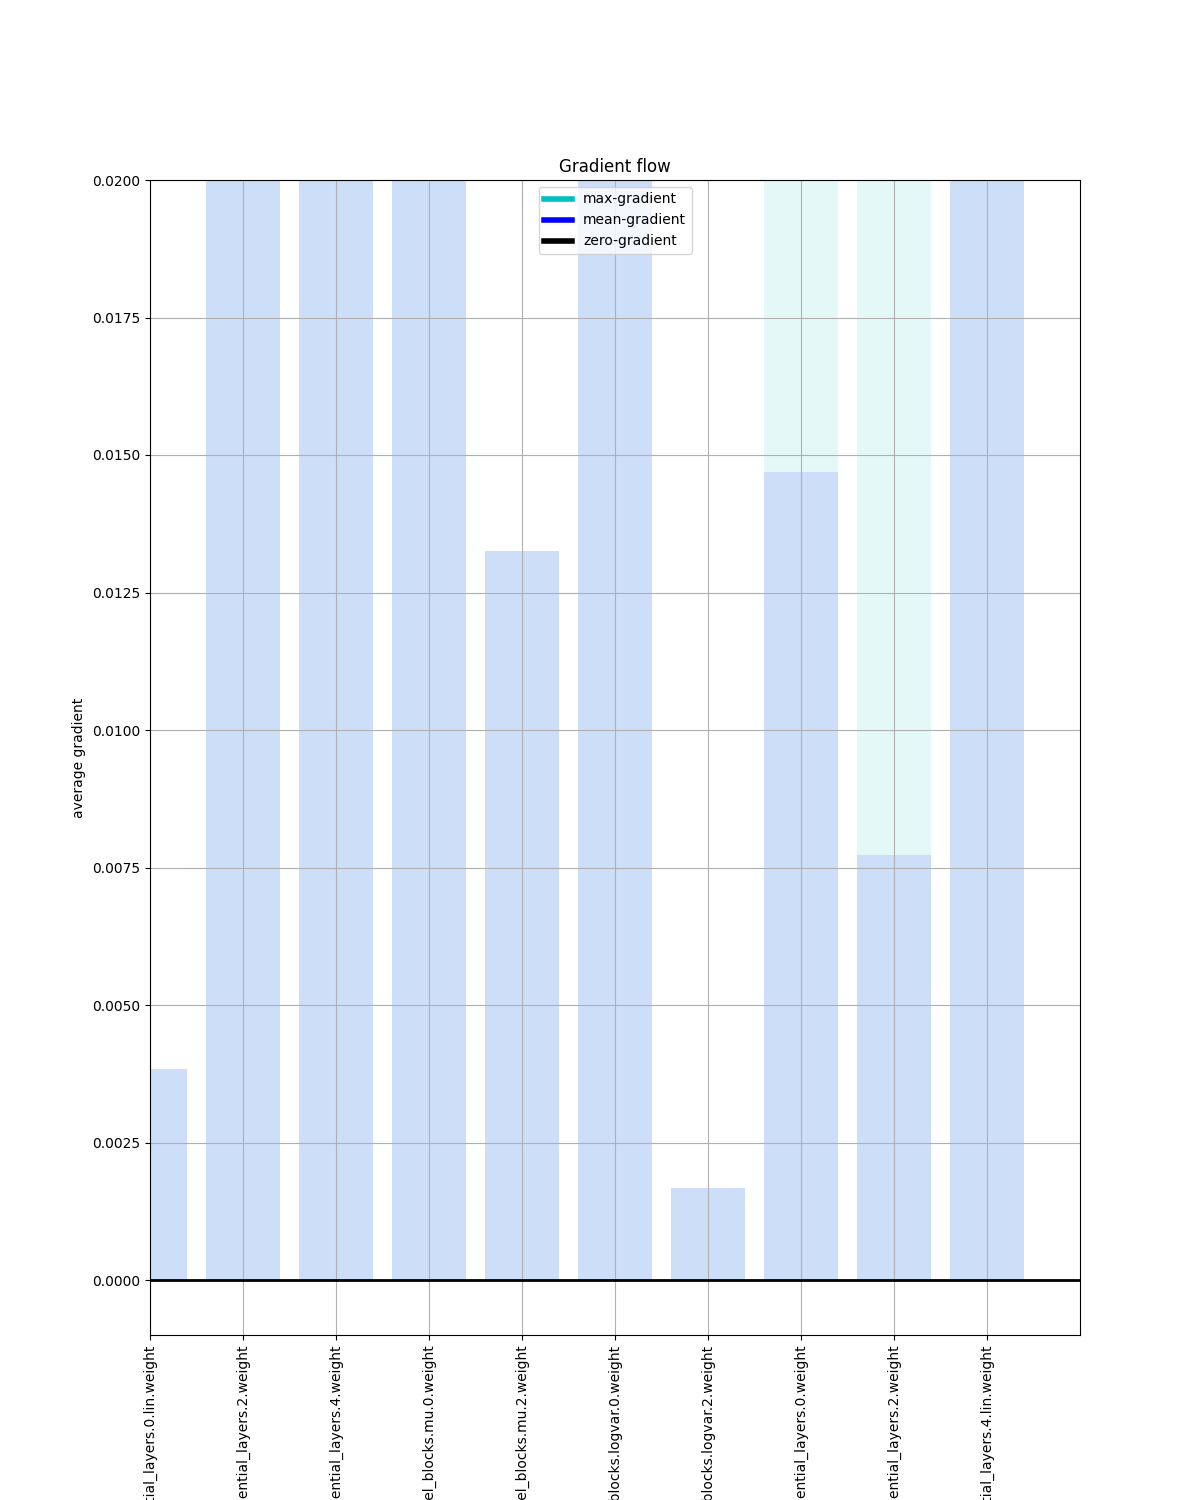 Gradient flow
max-gradient
mean-gradient
zero-gradient
0.0200
0.0175
0.0150
0.0125
0.0100
0.0075
0.0050
0.0025
0.0000
average gradient
tial_layers.0.lin.weight
ential_layers.2.weight
ential_layers.4.weight
el_blocks.mu.0.weight
el_blocks.mu.2.weight
blocks.logvar.0.weight
blocks.logvar.2.weight
ential_layers.0.weight
ential_layers.2.weight
tial_layers.4.lin.weight